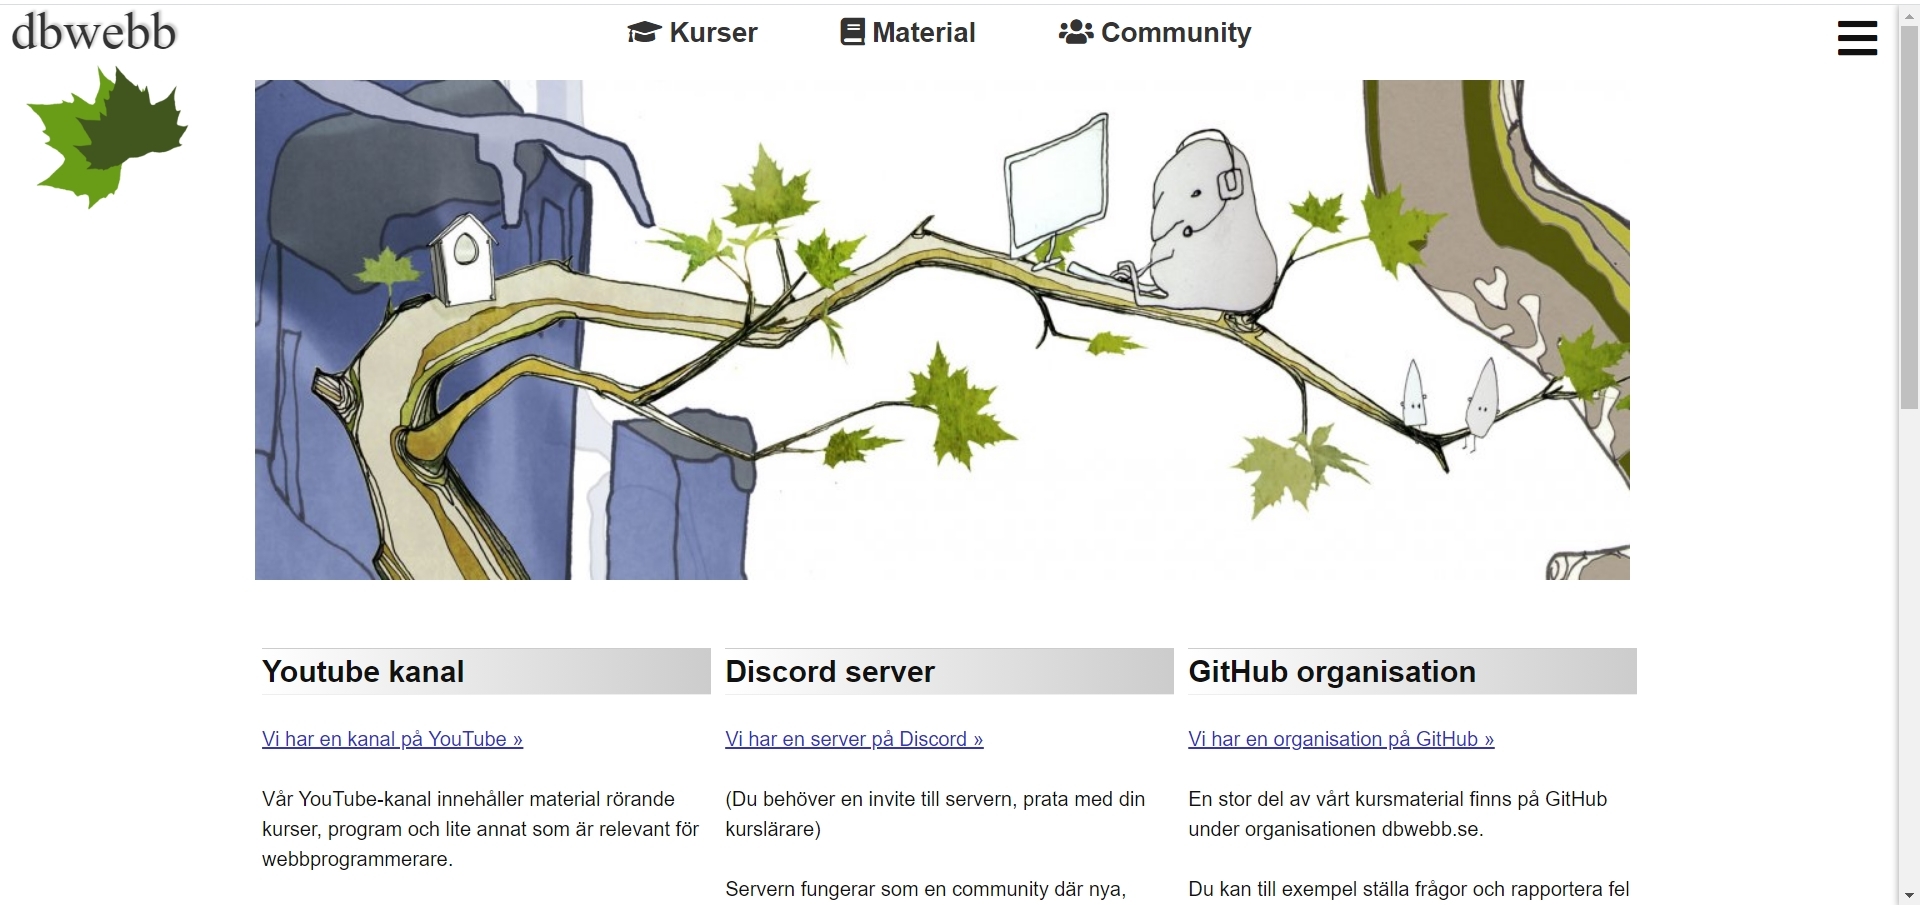 dbwebb
Kurser
Material
Community
Youtube kanal
Vi har en kanal på YouTube »
Vår YouTube-kanal innehåller material rörande
kurser, program och lite annat som är relevant för
webbprogrammerare.
Discord server
Vi har en server på Discord »
(Du behöver en invite till servern, prata med din
kurslärare)
Servern fungerar som en community där nya,
GitHub organisation
Vi har en organisation på GitHub »
En stor del av vårt kursmaterial finns på GitHub
under organisationen dbwebb.se.
Du kan till exempel ställa frågor och rapportera fel